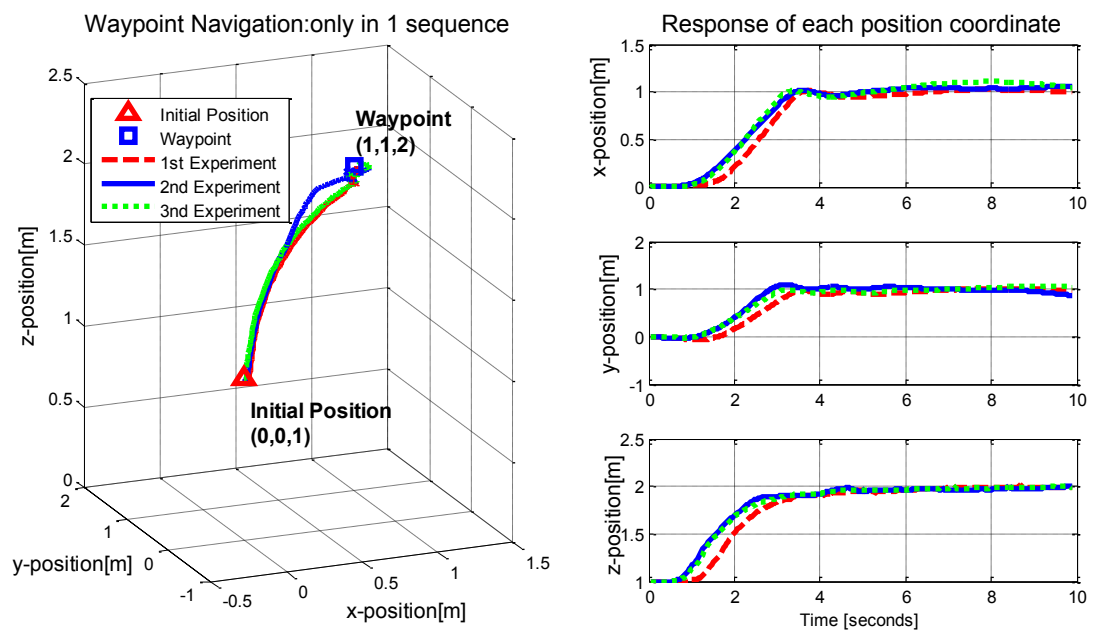 Waypoint Navigation:only in 1 sequence
2.5
2
1.5
1
0.5
0
z-position[m]
Initial Position
Waypoint
1st Experiment
2nd Experiment
3nd Experiment
Waypoint
(1,1,2)
Initial Position
(0,0,1)
2
1
0
-1
y-position[m]
-0.5
0
0.5
1
1.5
x-position[m]
Response of each position coordinate
1.5
1
0.5
0
x-position[m]
0 2 4 6 8 10
2
1
0
-1
y-position[m]
0 2 4 6 8 10
2.5
2
1.5
1
z-position[m]
0 2 4 6 8 10
Time [seconds]